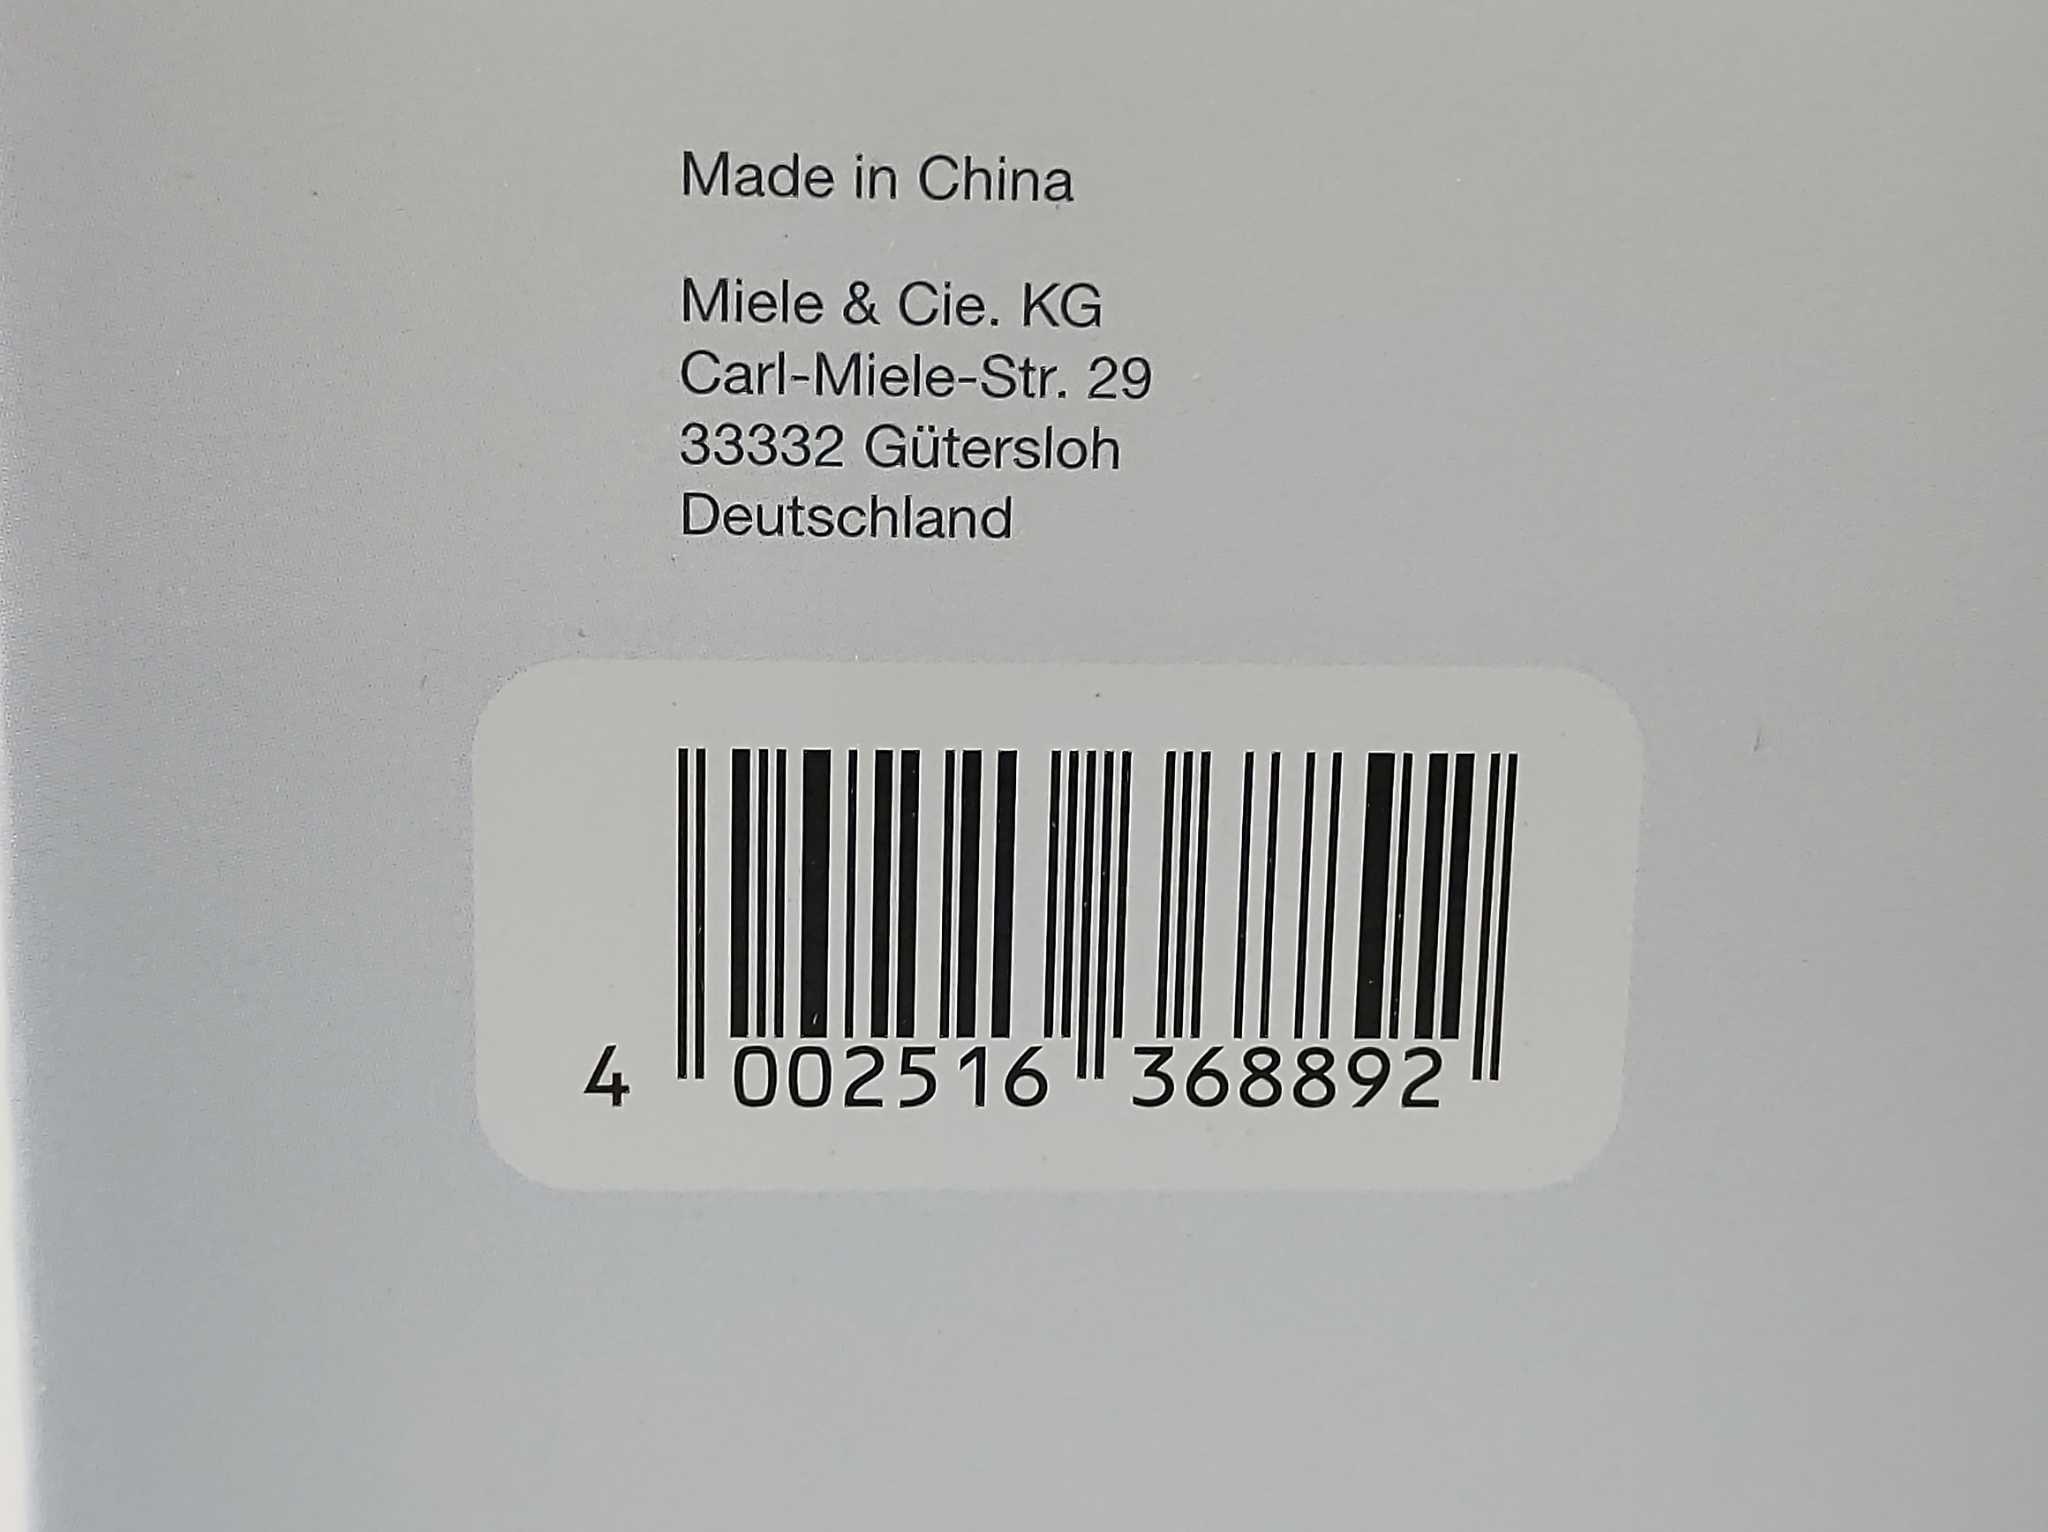 Made in China
Miele & Cie. KG
Carl-Miele-Str. 29
33332 Gütersloh
Deutschland
4 002516 368892